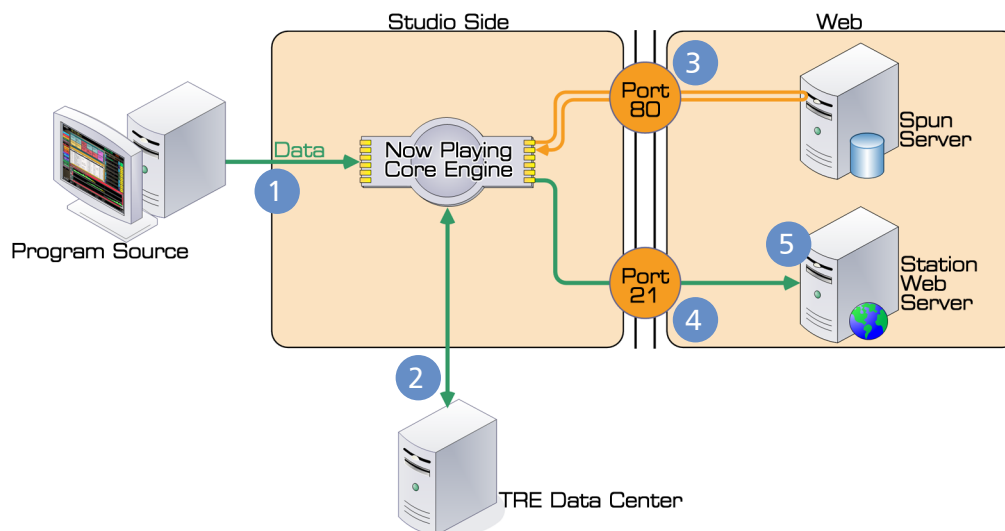 Studio Side
Web
3
Port
80
Spun
Server
Data
Now Playing
Core Engine
1
Program Source
5
Station
Web
Server
Port
21
4
2
TRE Data Center